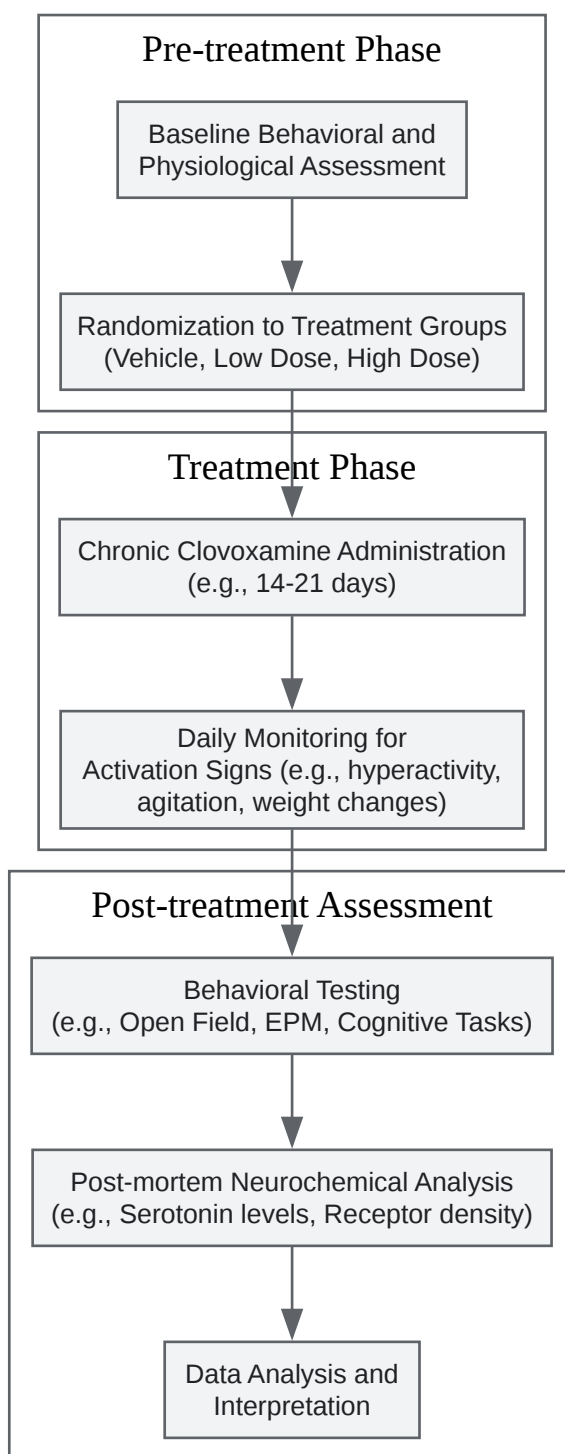 Pre-treatment Phase
Baseline Behavioral and
Physiological Assessment
Randomization to Treatment Groups
(Vehicle, Low Dose, High Dose)
Treatment Phase
Chronic Clovoxamine Administration
(e.g., 14-21 days)
Daily Monitoring for
Activation Signs (e.g., hyperactivity,
agitation, weight changes)
Post-treatment Assessment
Behavioral Testing
(e.g., Open Field, EPM, Cognitive Tasks)
Post-mortem Neurochemical Analysis
(e.g., Serotonin levels, Receptor density)
Data Analysis and
Interpretation